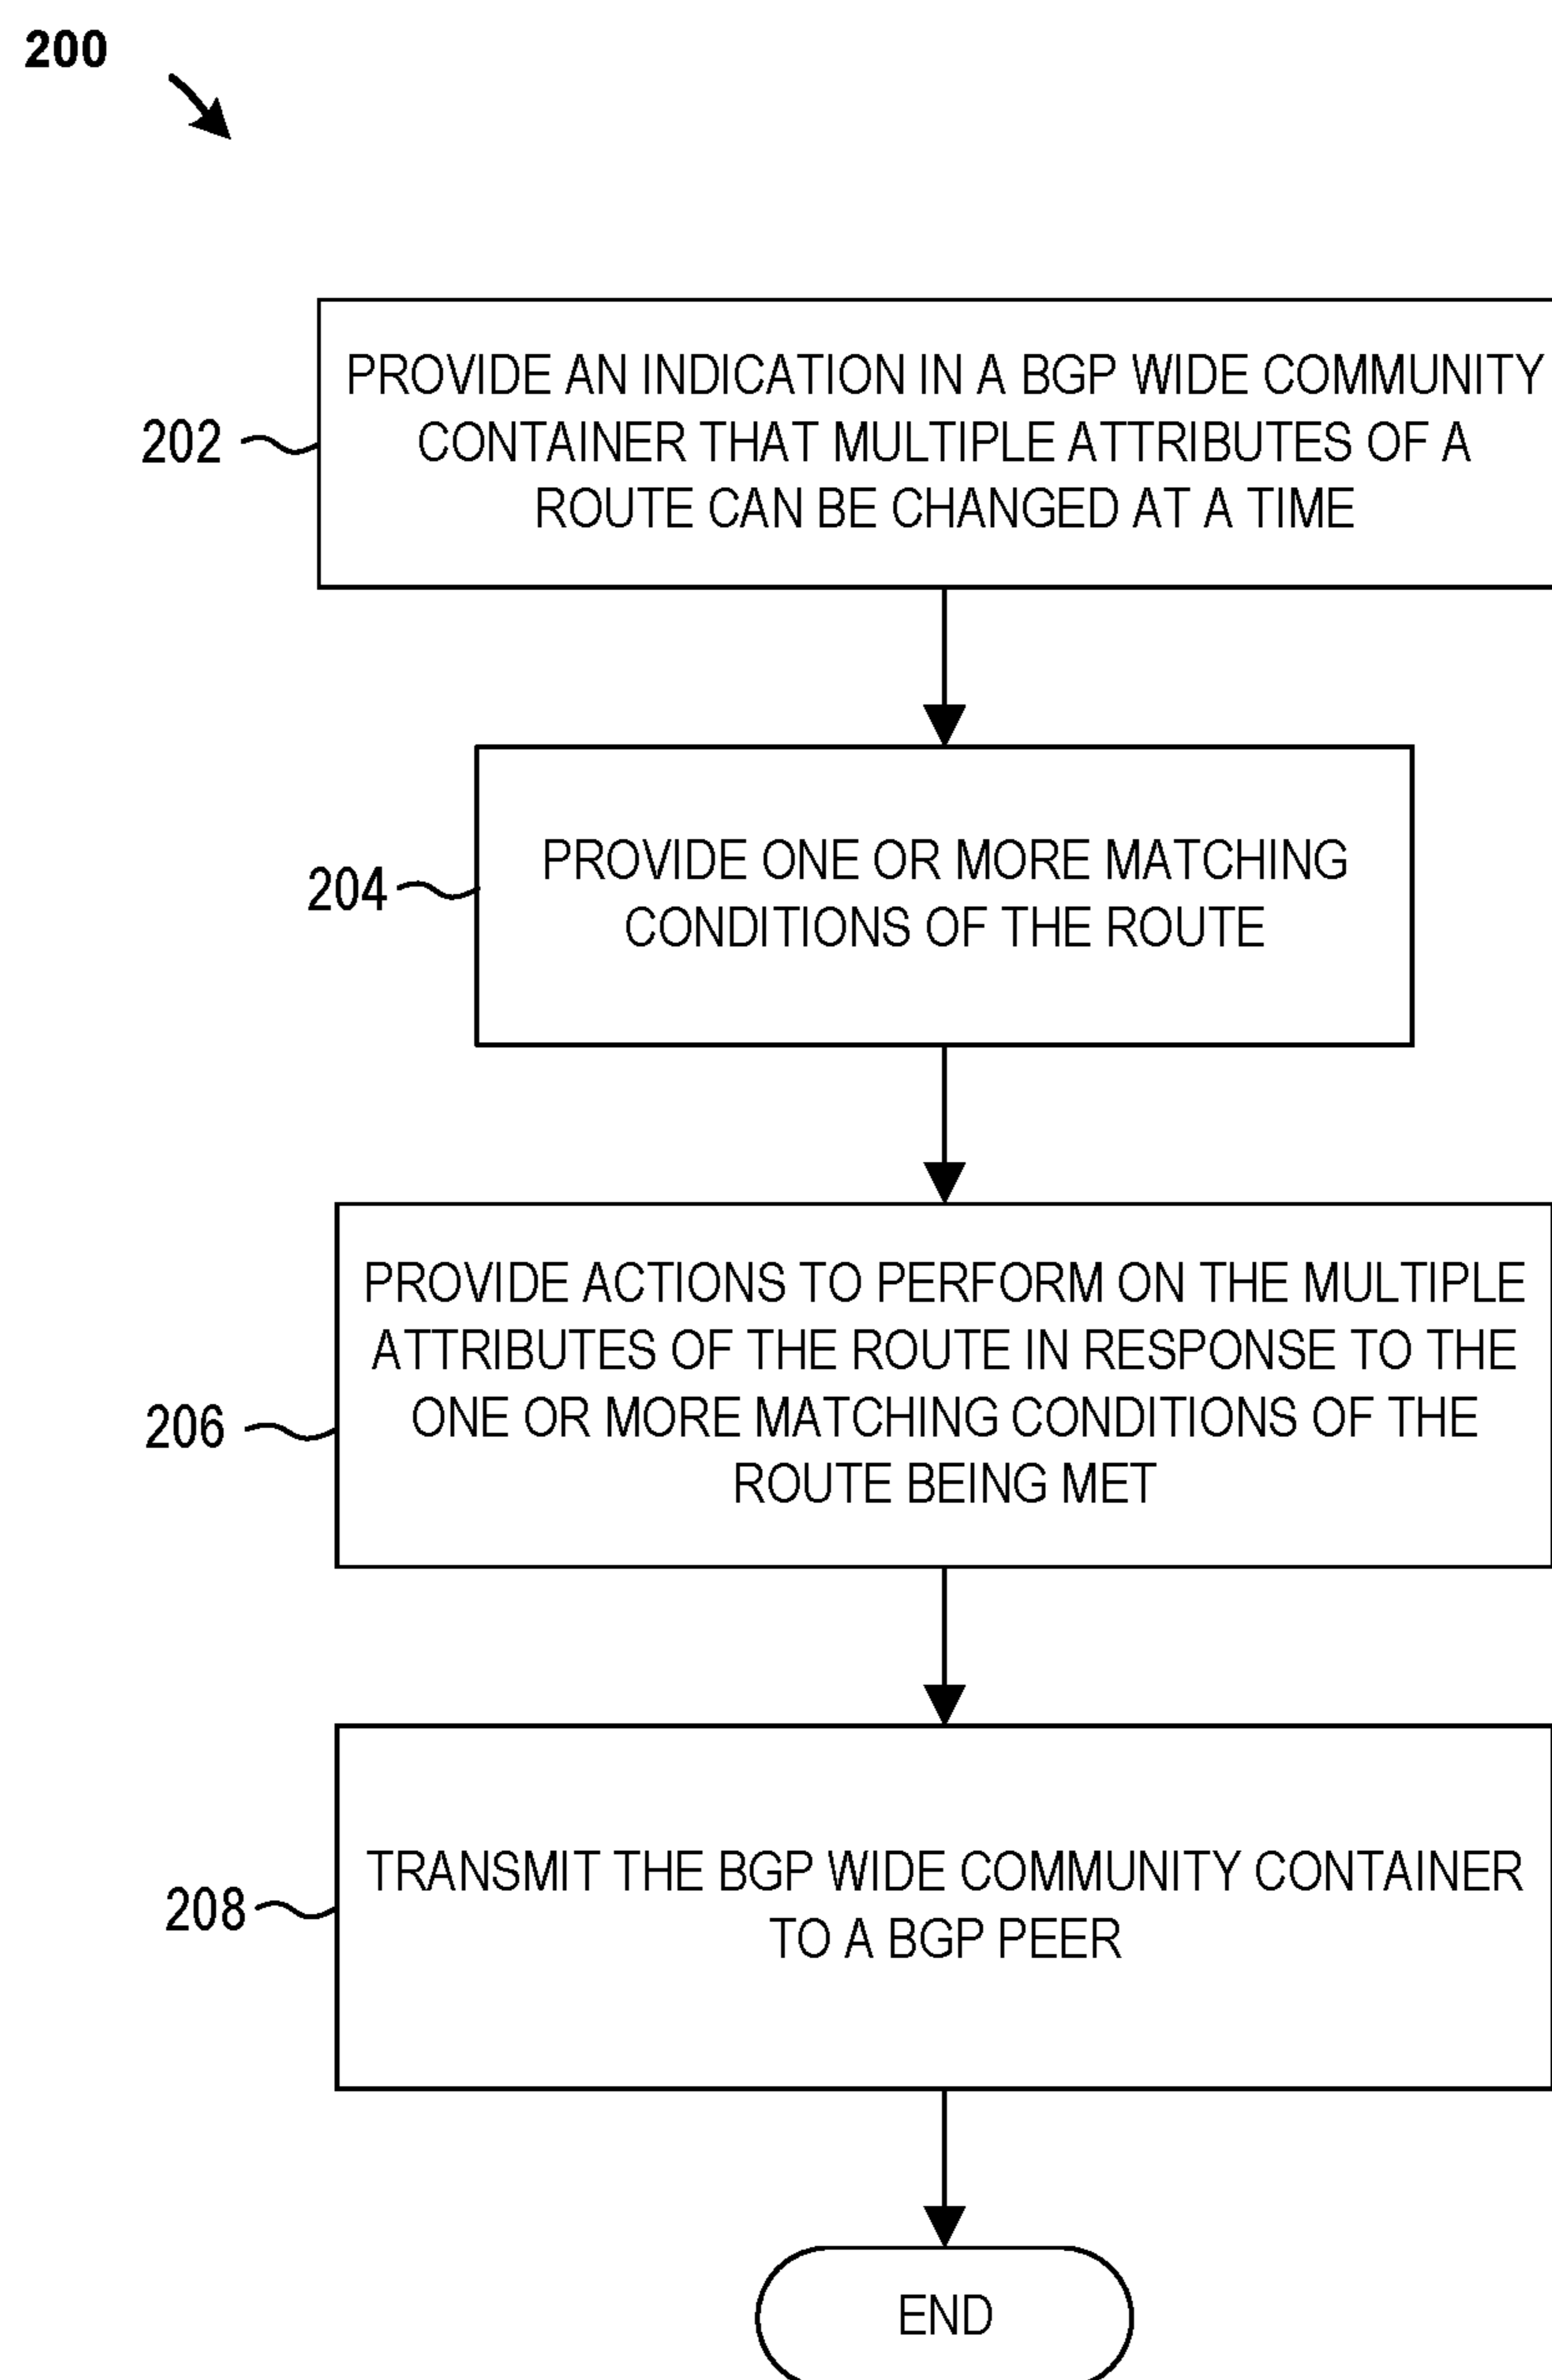 200
PROVIDE AN INDICATION IN A BGP WIDE COMMUNITY
CONTAINER THAT MULTIPLE ATTRIBUTES OF A
ROUTE CAN BE CHANGED AT A TIME
202
PROVIDE ONE OR MORE MATCHING
CONDITIONS OF THE ROUTE
204
PROVIDE ACTIONS TO PERFORM ON THE MULTIPLE
ATTRIBUTES OF THE ROUTE IN RESPONSE TO THE
ONE OR MORE MATCHING CONDITIONS OF THE
ROUTE BEING MET
206
TRANSMIT THE BGP WIDE COMMUNITY CONTAINER
TO A BGP PEER
208
END